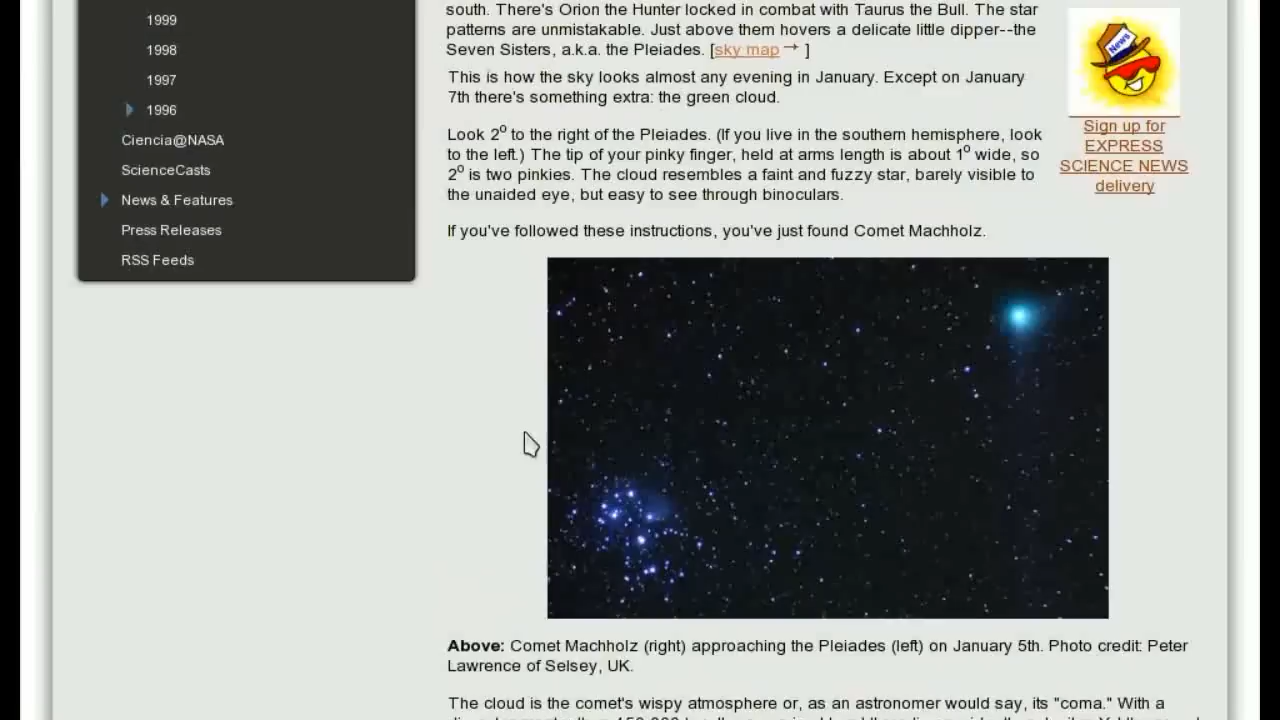 1999
1998
1997
1996
Ciencia@NASA
ScienceCasts
News & Features
Press Releases
RSS Feeds
south. There's Orion the Hunter locked in combat with Taurus the Bull. The star
patterns are unmistakable. Just above them hovers a delicate little dipper--the
Seven Sisters, a.k.a. the Pleiades. [sky map → ]
This is how the sky looks almost any evening in January. Except on January
7th there's something extra: the green cloud.
Look 2o to the right of the Pleiades. (If you live in the southern hemisphere, look
to the left.) The tip of your pinky finger, held at arms length is about 1o wide, so
2o is two pinkies. The cloud resembles a faint and fuzzy star, barely visible to
the unaided eye, but easy to see through binoculars.
If you've followed these instructions, you've just found Comet Machholz.
Above: Comet Machholz (right) approaching the Pleiades (left) on January 5th. Photo credit: Peter
Lawrence of Selsey, UK.
The cloud is the comet's wispy atmosphere or, as an astronomer would say, its "coma." With a
News
Sign up for
EXPRESS
SCIENCE NEWS
delivery